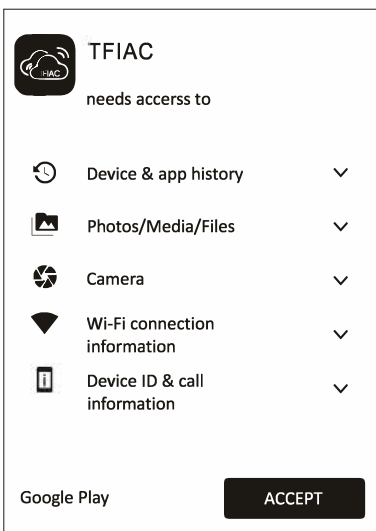 TFIAC
TFIAC
needs accerss to
Device & app history
Photos/Media/Files
Camera
Wi-Fi connection
information
Device ID & call
information
Google Play
ACCEPT